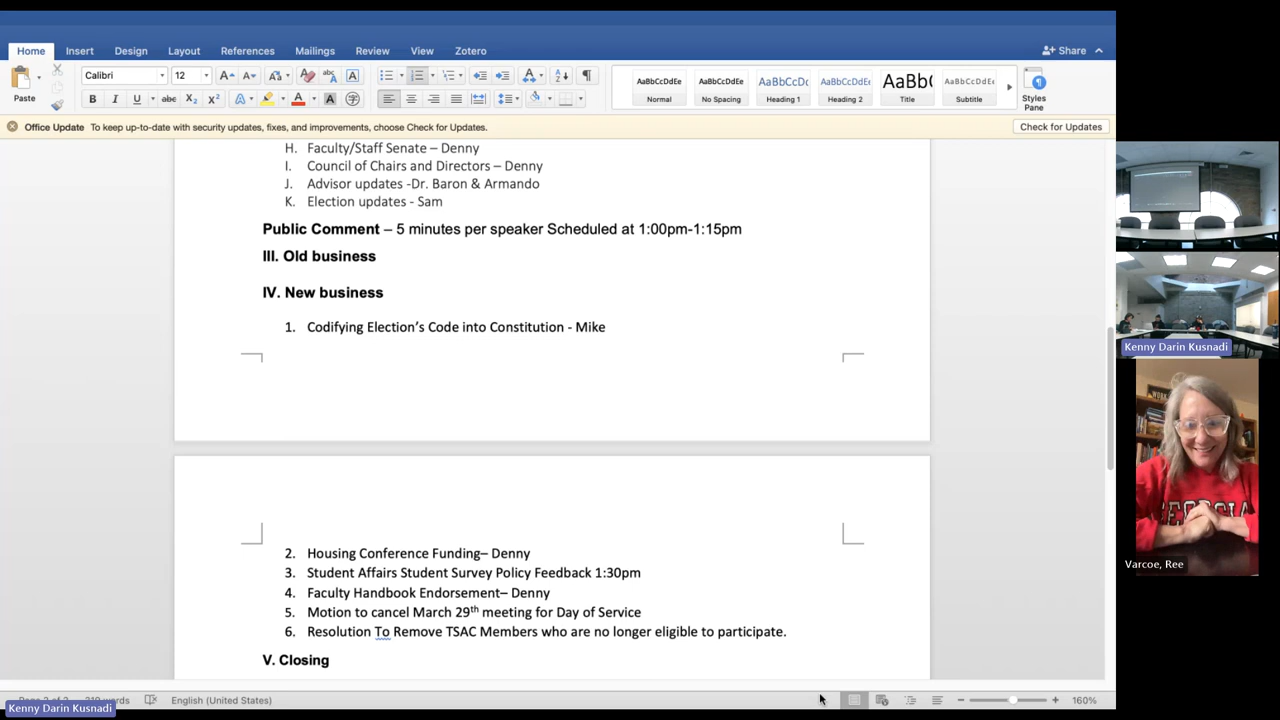 Home Insert Design Layout References Mailings Review View Zotero Share
Calibri 12 AaBbCcDdEe AaBbCcDdEe AaBbCcDc AaBbCcDdEe AaBb( AaBbCcDdEe
Paste Normal No Spacing Heading 1 Heading 2 Title Subtitle Styles Pane
Office Update To keep up-to-date with security updates, fixes, and improvements, choose Check for Updates. Check for Updates
H. Faculty/Staff Senate – Denny
I. Council of Chairs and Directors – Denny
J. Advisor updates -Dr. Baron & Armando
K. Election updates - Sam
Public Comment – 5 minutes per speaker Scheduled at 1:00pm-1:15pm
III. Old business
IV. New business
1. Codifying Election's Code into Constitution - Mike
2. Housing Conference Funding– Denny
3. Student Affairs Student Survey Policy Feedback 1:30pm
4. Faculty Handbook Endorsement– Denny
5. Motion to cancel March 29th meeting for Day of Service
6. Resolution To Remove TSAC Members who are no longer eligible to participate.
V. Closing
English (United States) 160%
Kenny Darin Kusnadi
Kenny Darin Kusnadi
GEORGIA
Varcoe, Ree